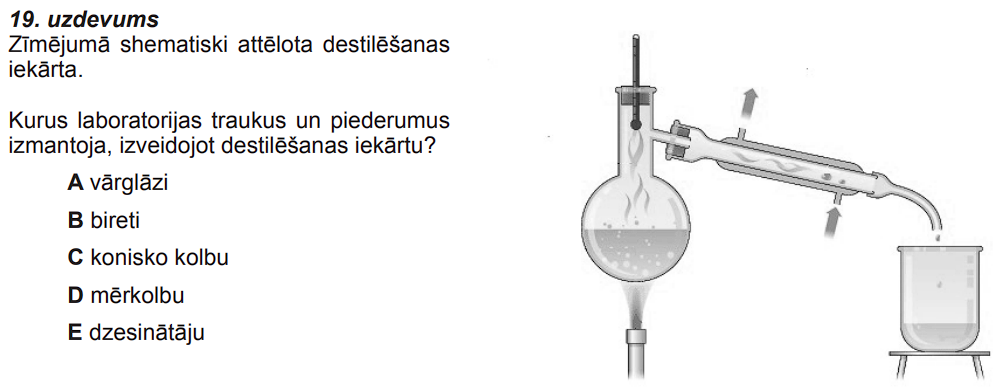 19. uzdevums
Zīmējumā shematiski attēlota destilēšanas
iekārta.
Kurus laboratorijas traukus un piederumus
izmantoja, izveidojot destilēšanas iekārtu?
A vārglāzi
B bireti
C konisko kolbu
D mērkolbu
E dzesinātāju